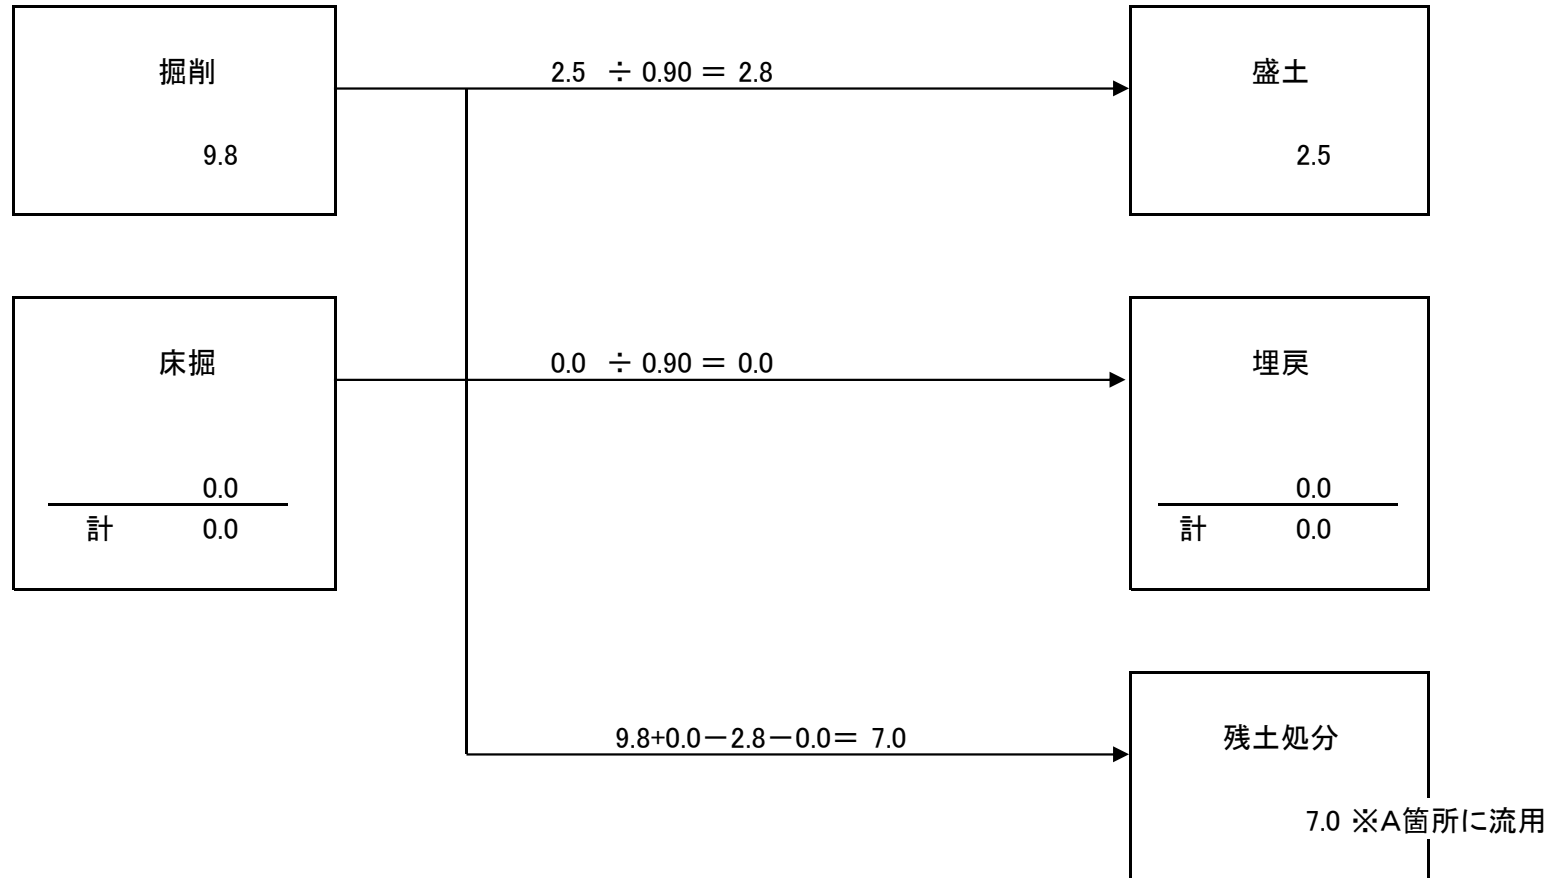 掘削
2.5 ÷ 0.90 = 2.8
盛土
9.8
2.5
床掘
0.0 ÷ 0.90 = 0.0
埋戻
0.0
計 0.0
0.0
計 0.0
9.8+0.0-2.8-0.0= 7.0
残土処分
7.0 ※A箇所に流用